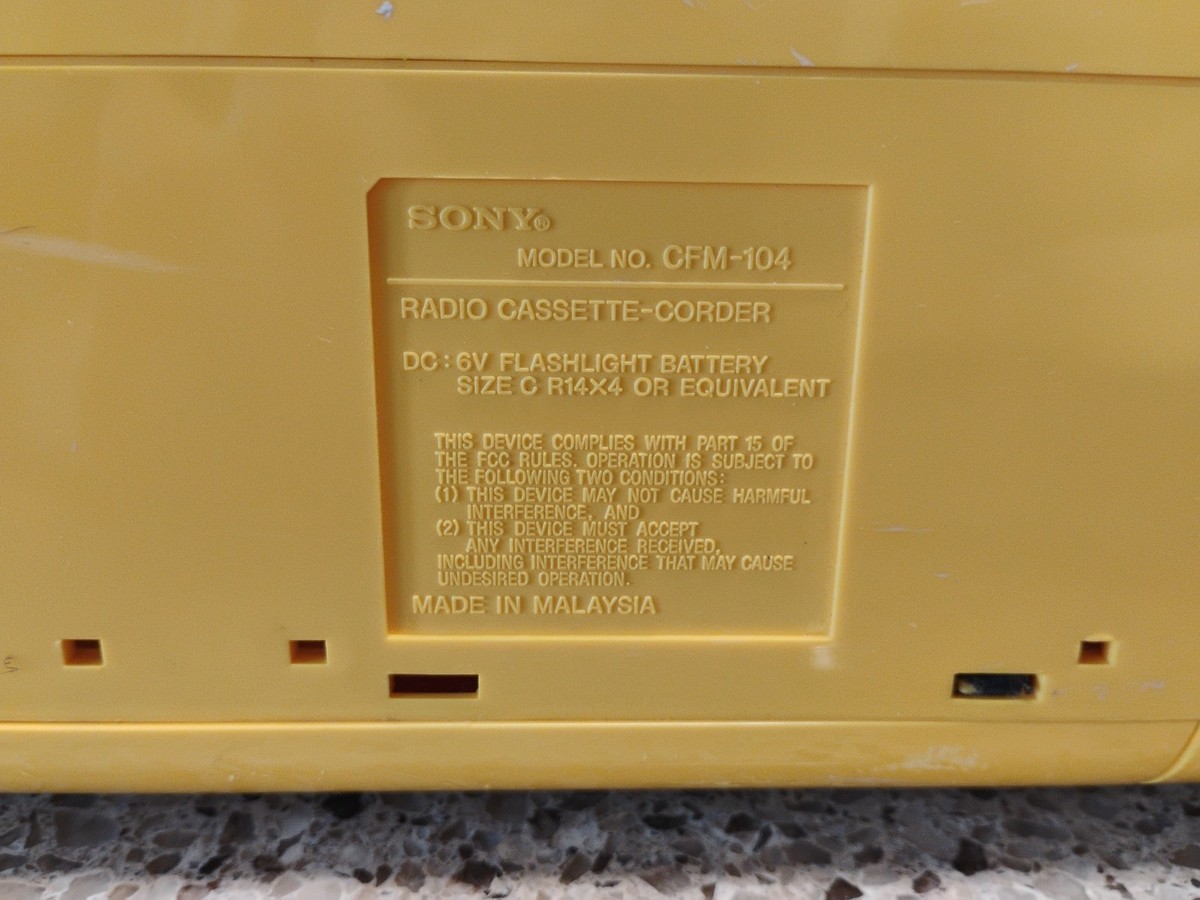 SONY®
MODEL NO. CFM-104
RADIO CASSETTE-CORDER
DC : 6V FLASHLIGHT BATTERY
SIZE C R14X4 OR EQUIVALENT
THIS DEVICE COMPLIES WITH PART 15 OF
THE FCC RULES. OPERATION IS SUBJECT TO
THE FOLLOWING TWO CONDITIONS:
(1) THIS DEVICE MAY NOT CAUSE HARMFUL
INTERFERENCE, AND
(2) THIS DEVICE MUST ACCEPT
ANY INTERFERENCE RECEIVED,
INCLUDING INTERFERENCE THAT MAY CAUSE
UNDESIRED OPERATION.
MADE IN MALAYSIA